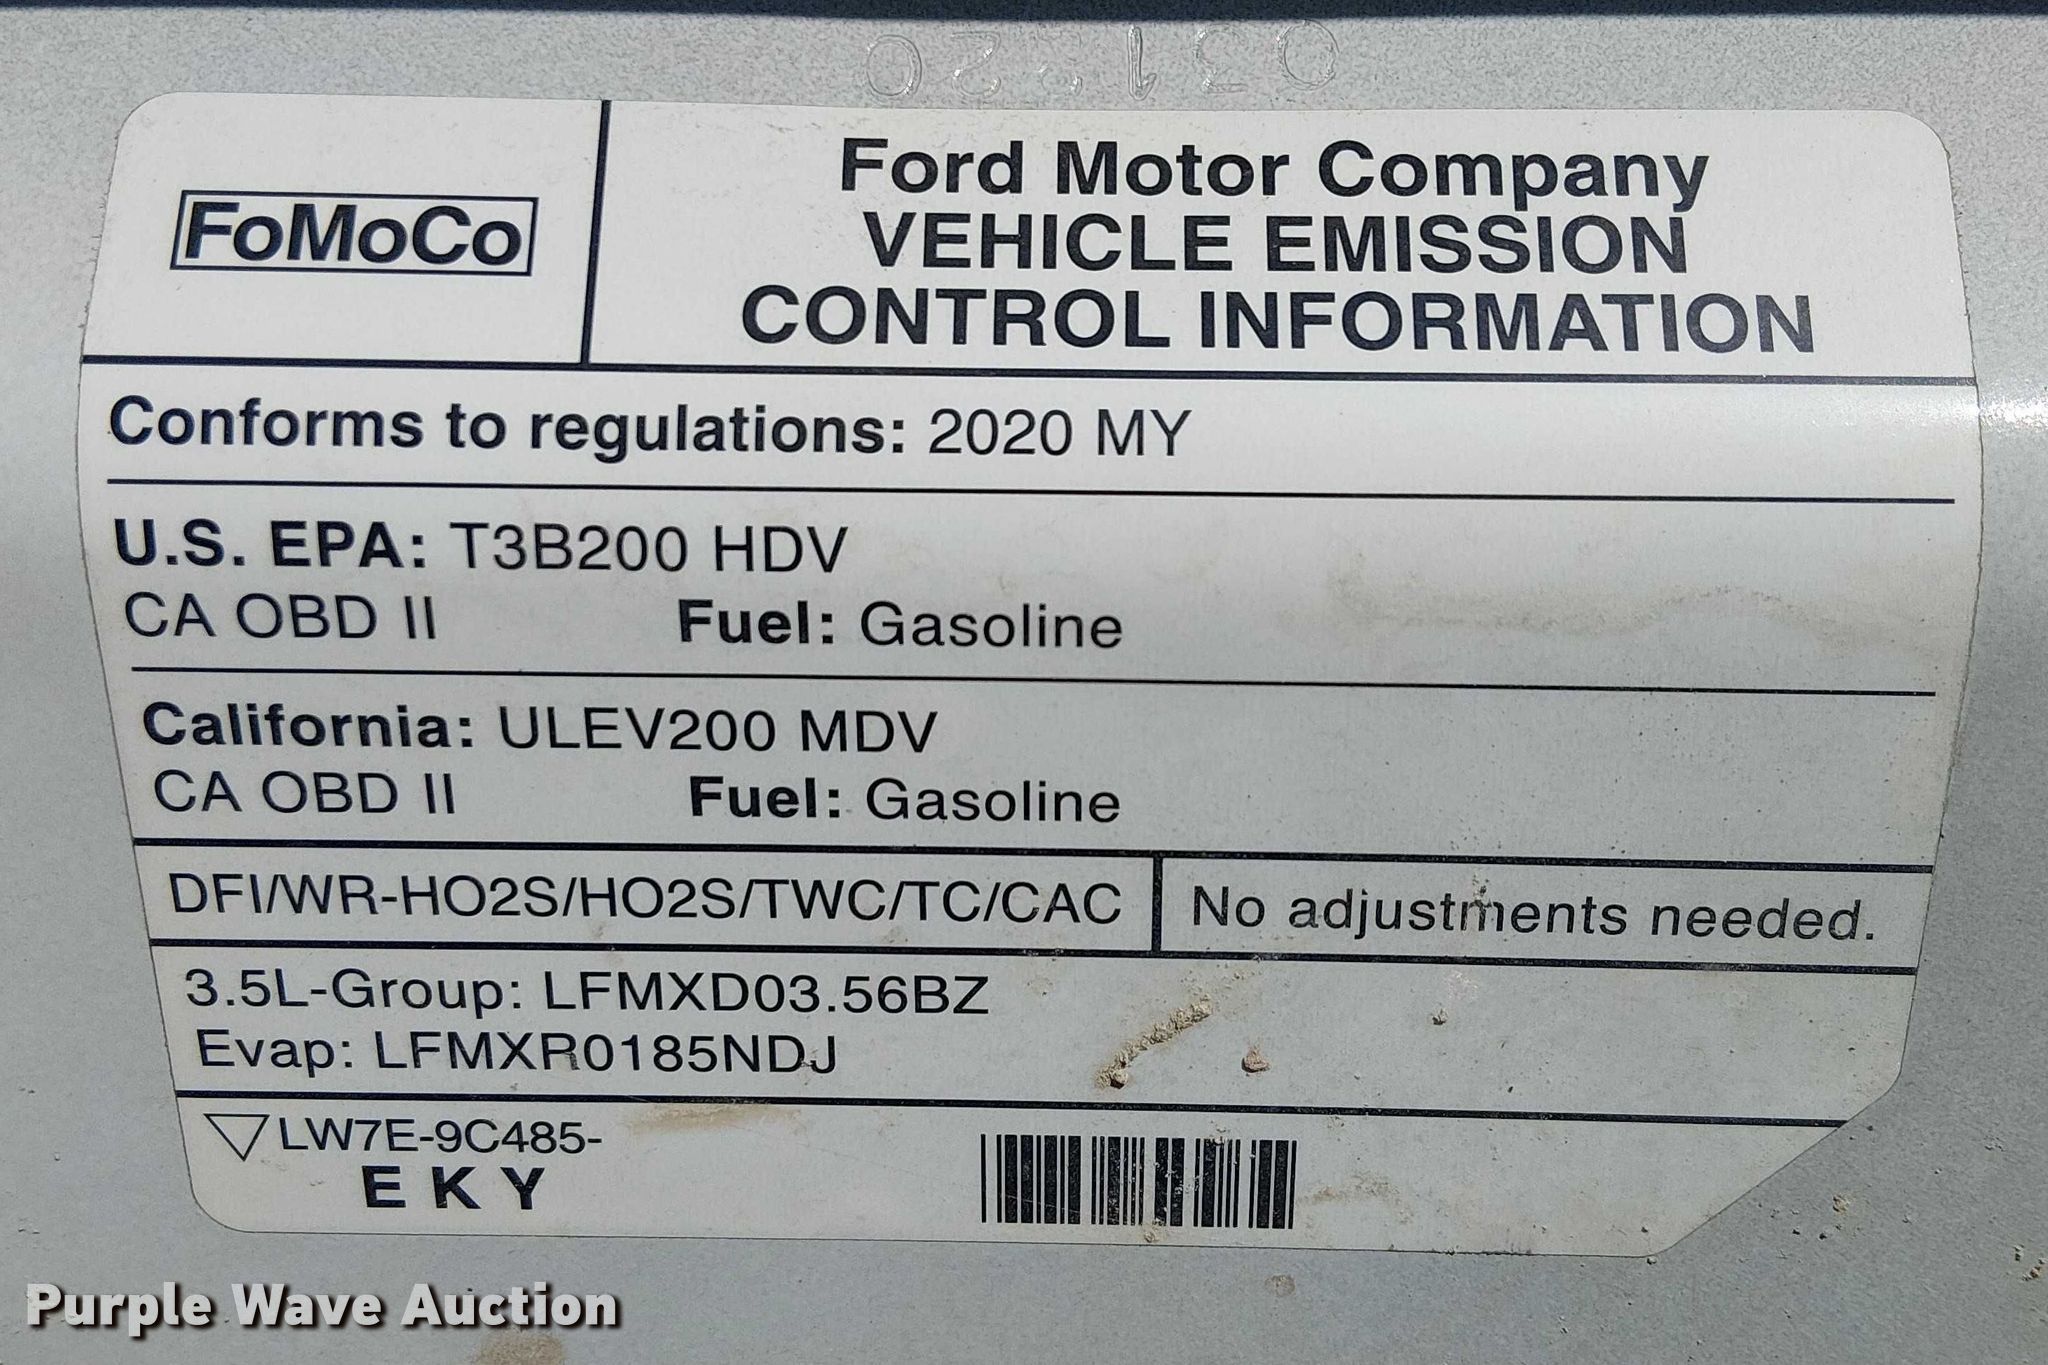 FoMoCo
Ford Motor Company
VEHICLE EMISSION
CONTROL INFORMATION
Conforms to regulations: 2020 MY
U.S. EPA: T3B200 HDV
CA OBD II Fuel: Gasoline
California: ULEV200 MDV
CA OBD II Fuel: Gasoline
DFI/WR-HO2S/HO2S/TWC/TC/CAC
No adjustments needed.
3.5L-Group: LFMXD03.56BZ
Evap: LFMXR0185NDJ
LW7E-9C485-
E K Y
Purple Wave Auction